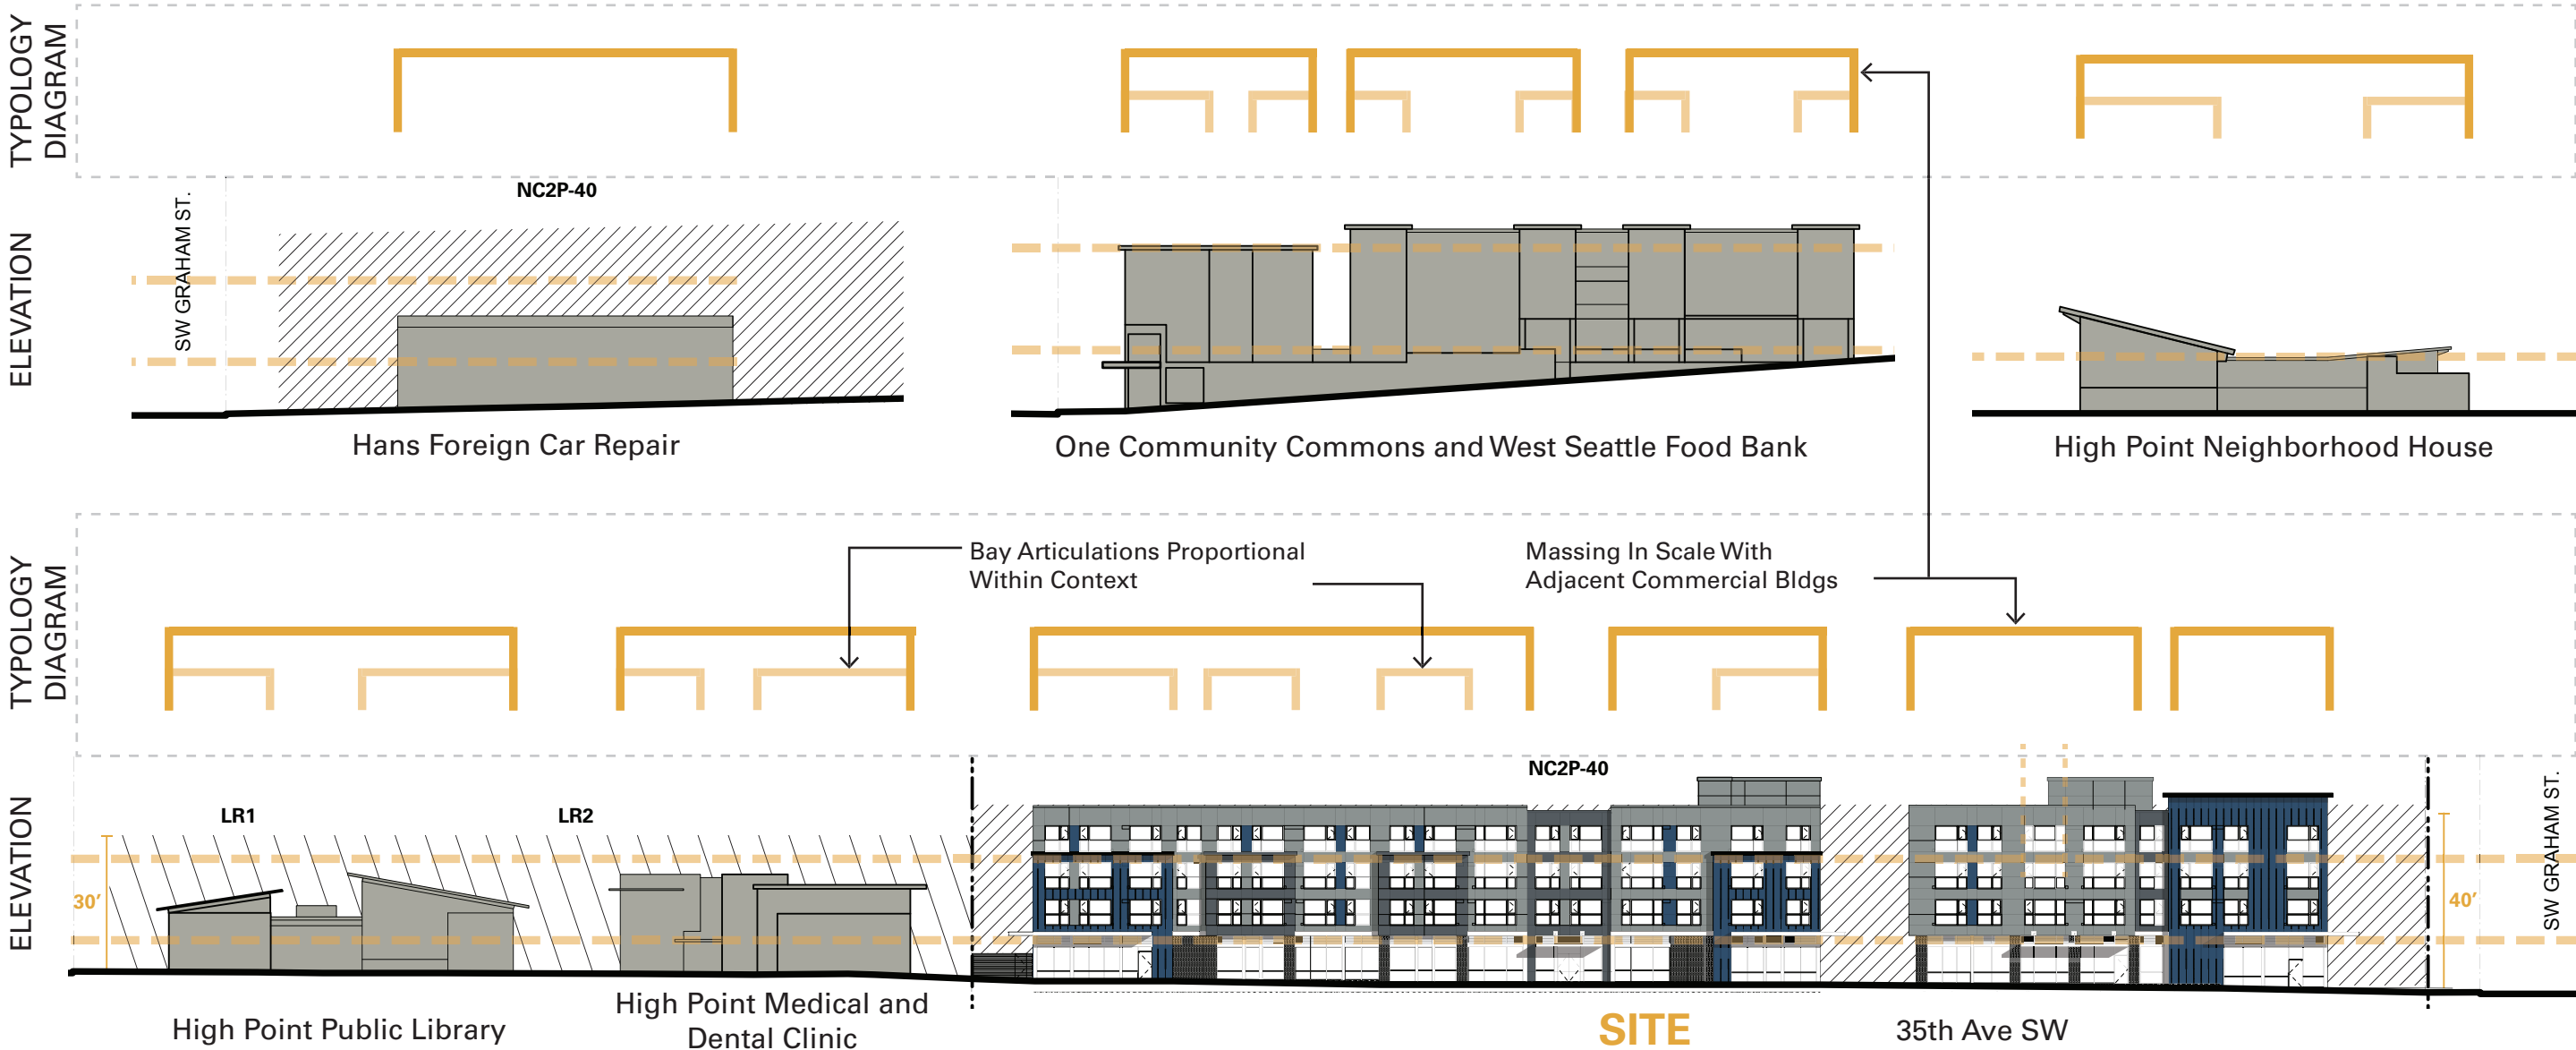 TYPOLOGY
DIAGRAM
ELEVATION
SW GRAHAM ST.
NC2P-40
Hans Foreign Car Repair
One Community Commons and West Seattle Food Bank
High Point Neighborhood House
TYPOLOGY
DIAGRAM
Bay Articulations Proportional
Within Context
Massing In Scale With
Adjacent Commercial Bldgs
ELEVATION
30’
LR1
LR2
NC2P-40
40’
SW GRAHAM ST.
High Point Public Library
High Point Medical and
Dental Clinic
SITE
35th Ave SW